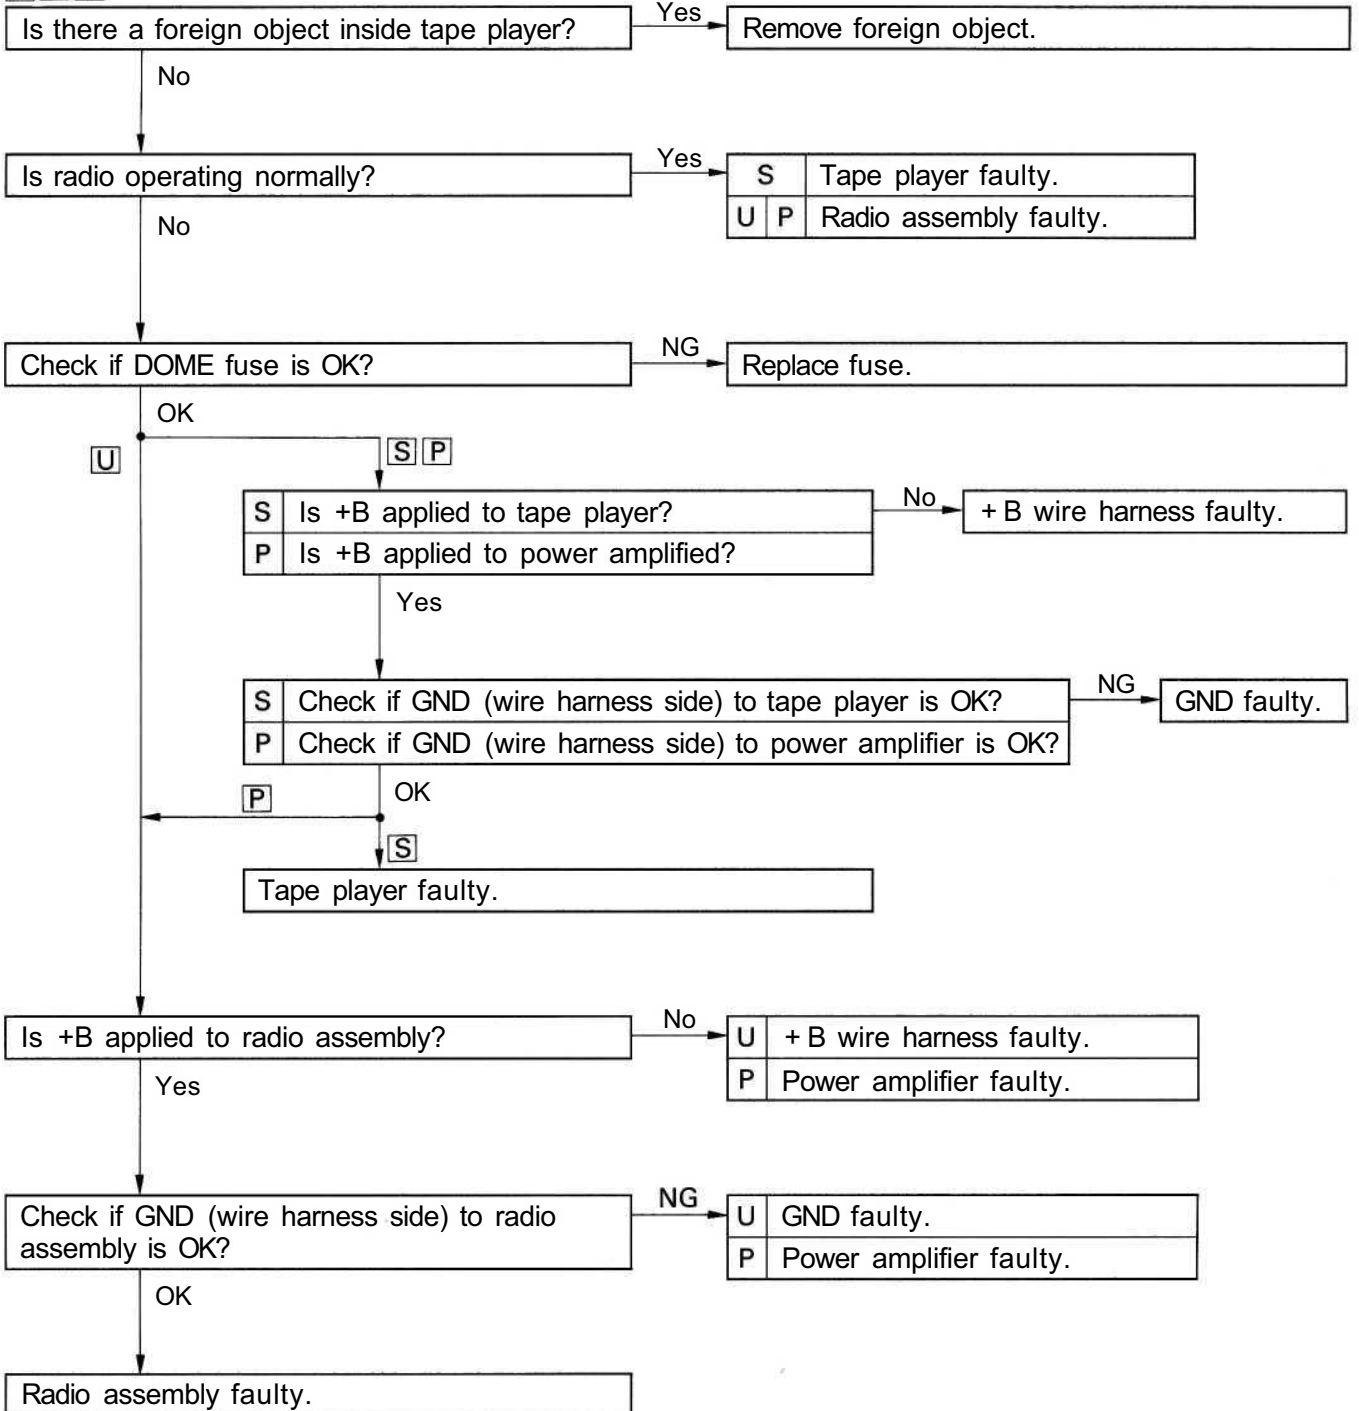 Is there a foreign object inside tape player?
Yes
Remove foreign object.
No
Is radio operating normally?
Yes
S Tape player faulty.
U P Radio assembly faulty.
No
Check if DOME fuse is OK?
NG
Replace fuse.
OK
U
S P
S Is +B applied to tape player?
P Is +B applied to power amplified?
No
+ B wire harness faulty.
Yes
S Check if GND (wire harness side) to tape player is OK?
P Check if GND (wire harness side) to power amplifier is OK?
NG
GND faulty.
OK
P
S
Tape player faulty.
Is +B applied to radio assembly?
No
U + B wire harness faulty.
P Power amplifier faulty.
Yes
Check if GND (wire harness side) to radio
assembly is OK?
NG
U GND faulty.
P Power amplifier faulty.
OK
Radio assembly faulty.